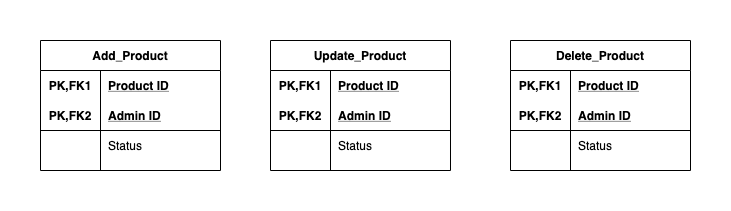 Add_Product
PK,FK1 Product ID
PK,FK2 Admin ID
Status
Update_Product
PK,FK1 Product ID
PK,FK2 Admin ID
Status
Delete_Product
PK,FK1 Product ID
PK,FK2 Admin ID
Status